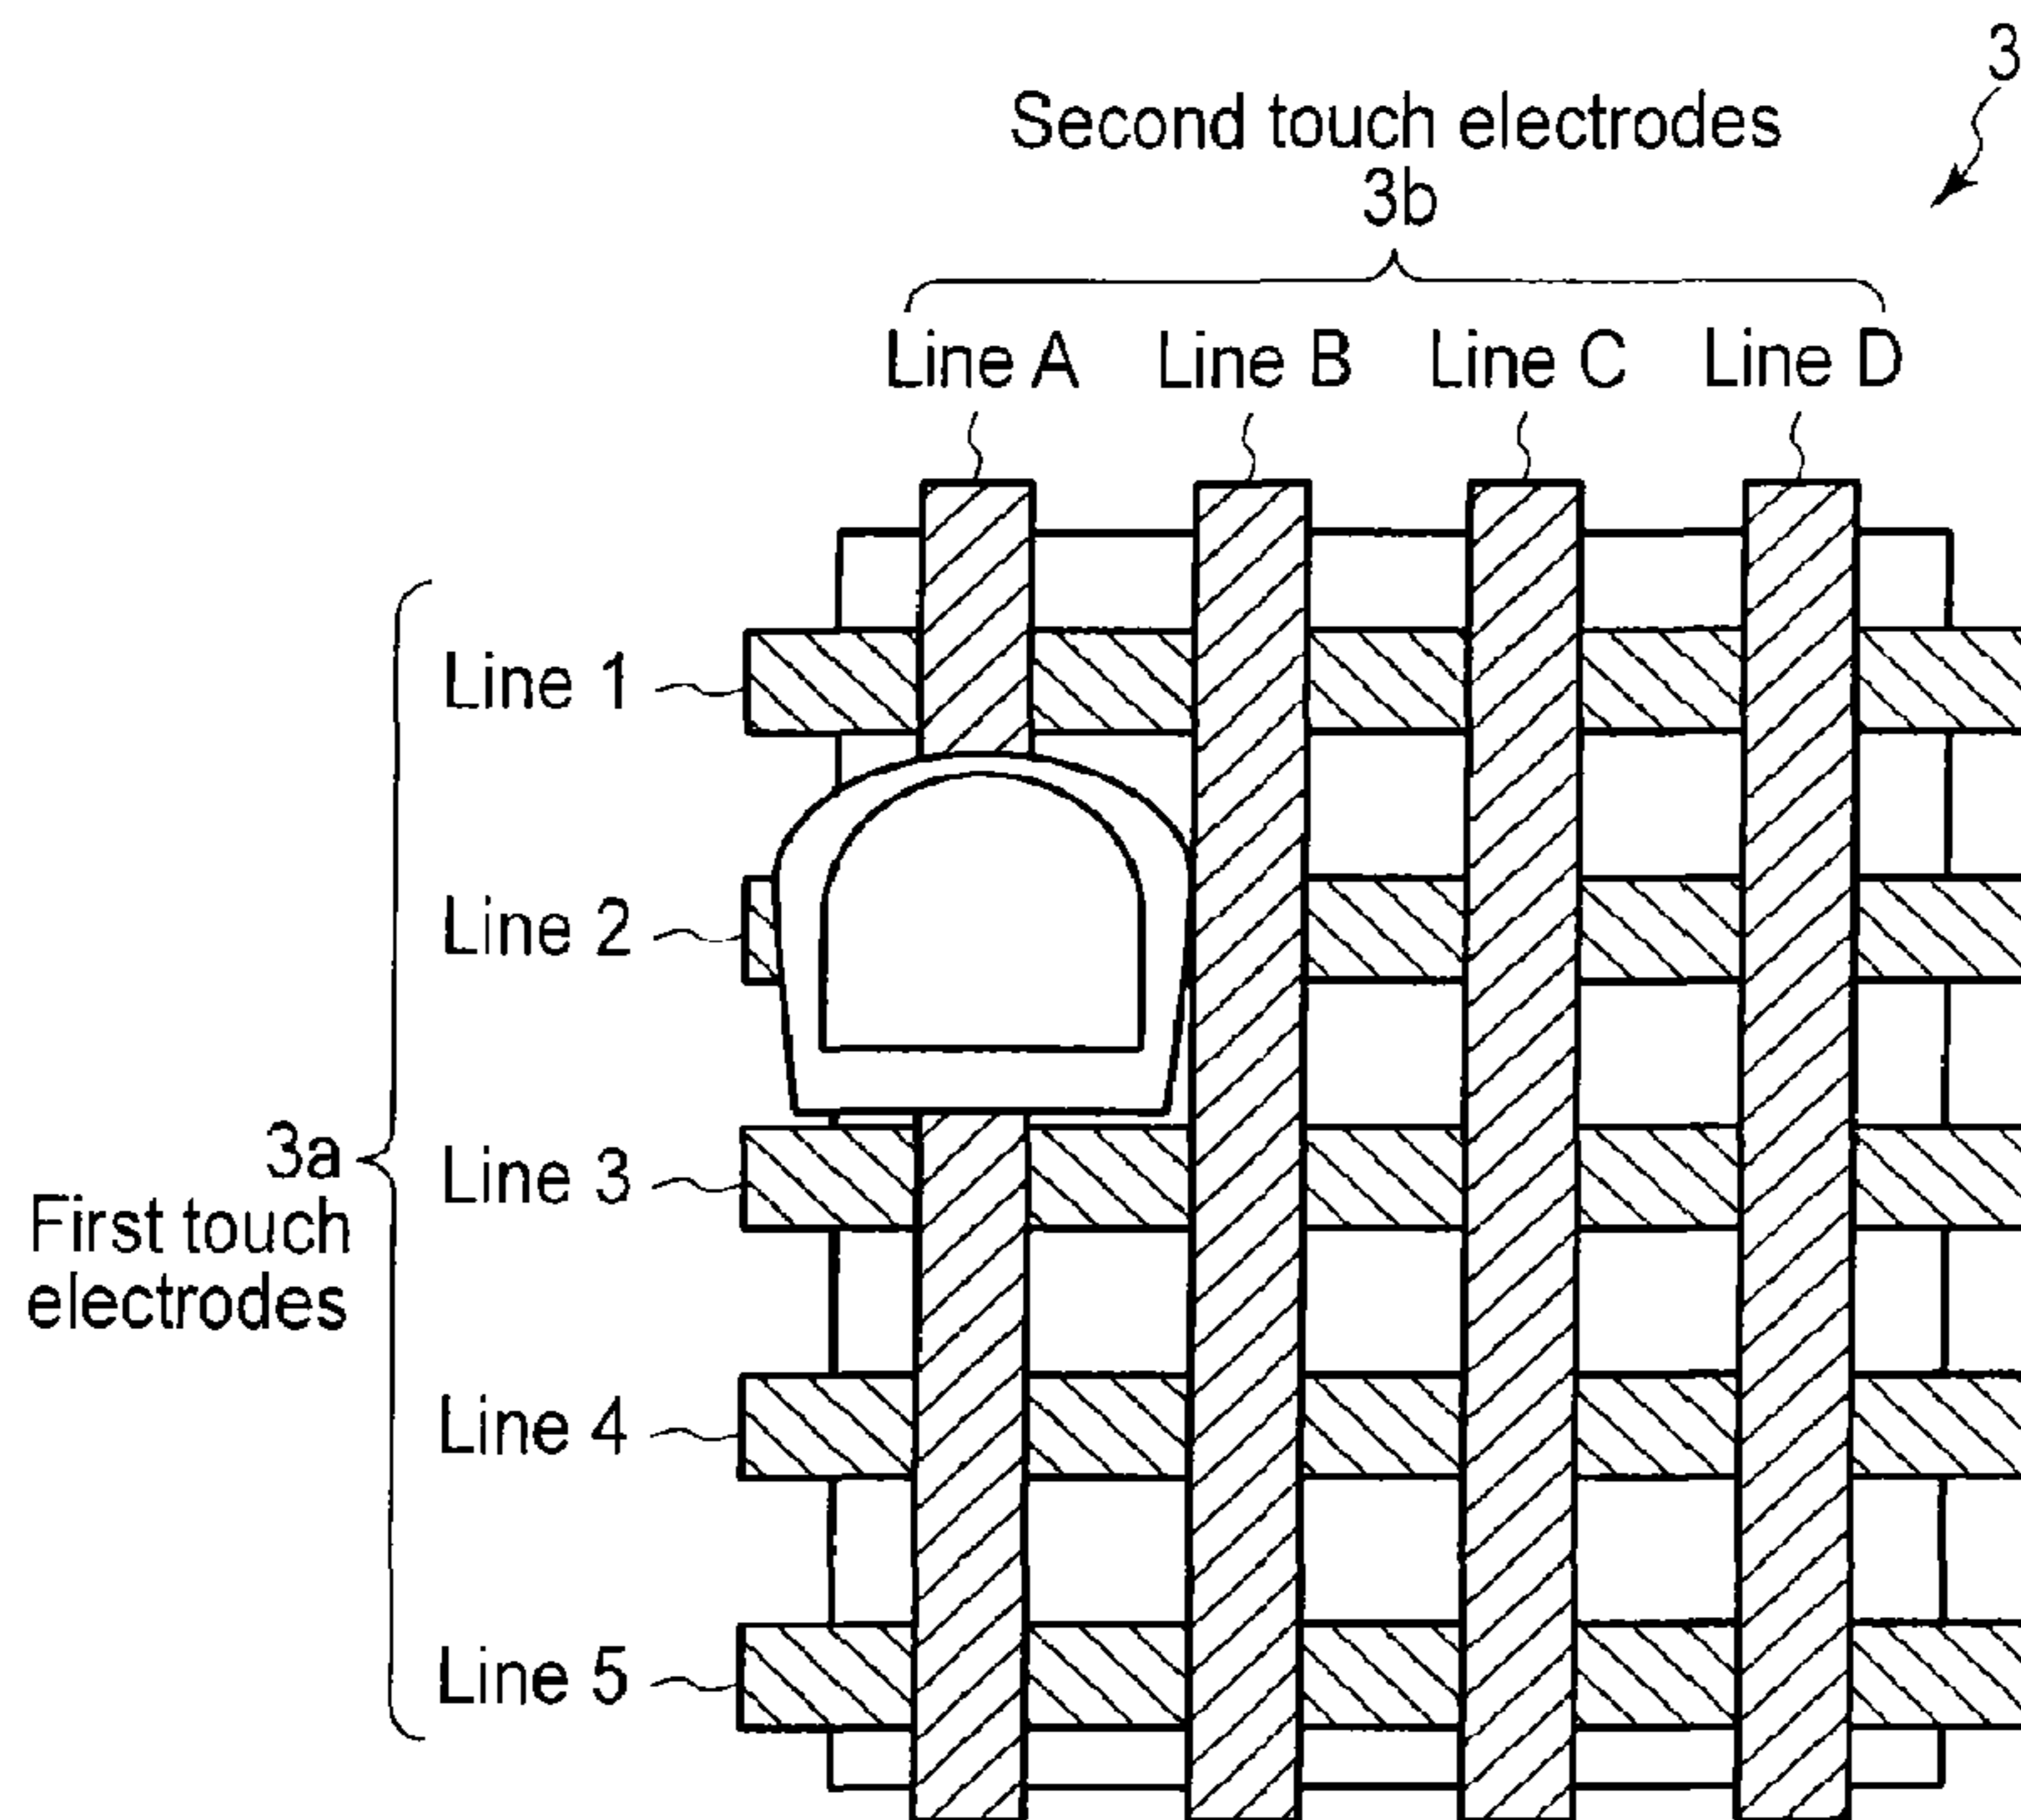 3
Second touch electrodes
3b
Line A Line B Line C Line D
Line 1
Line 2
3a
First touch
electrodes
Line 3
Line 4
Line 5